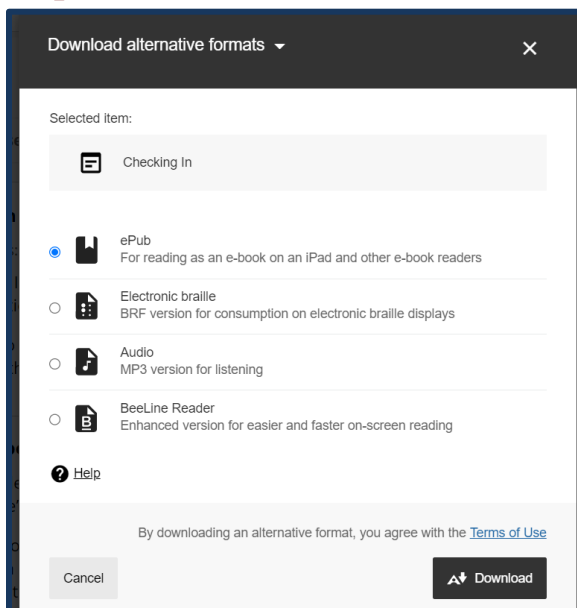 Download alternative formats
Selected item:
Checking In
ePub
For reading as an e-book on an iPad and other e-book readers
Electronic braille
BRF version for consumption on electronic braille displays
Audio
MP3 version for listening
BeeLine Reader
Enhanced version for easier and faster on-screen reading
Help
By downloading an alternative format, you agree with the Terms of Use
Cancel
Download